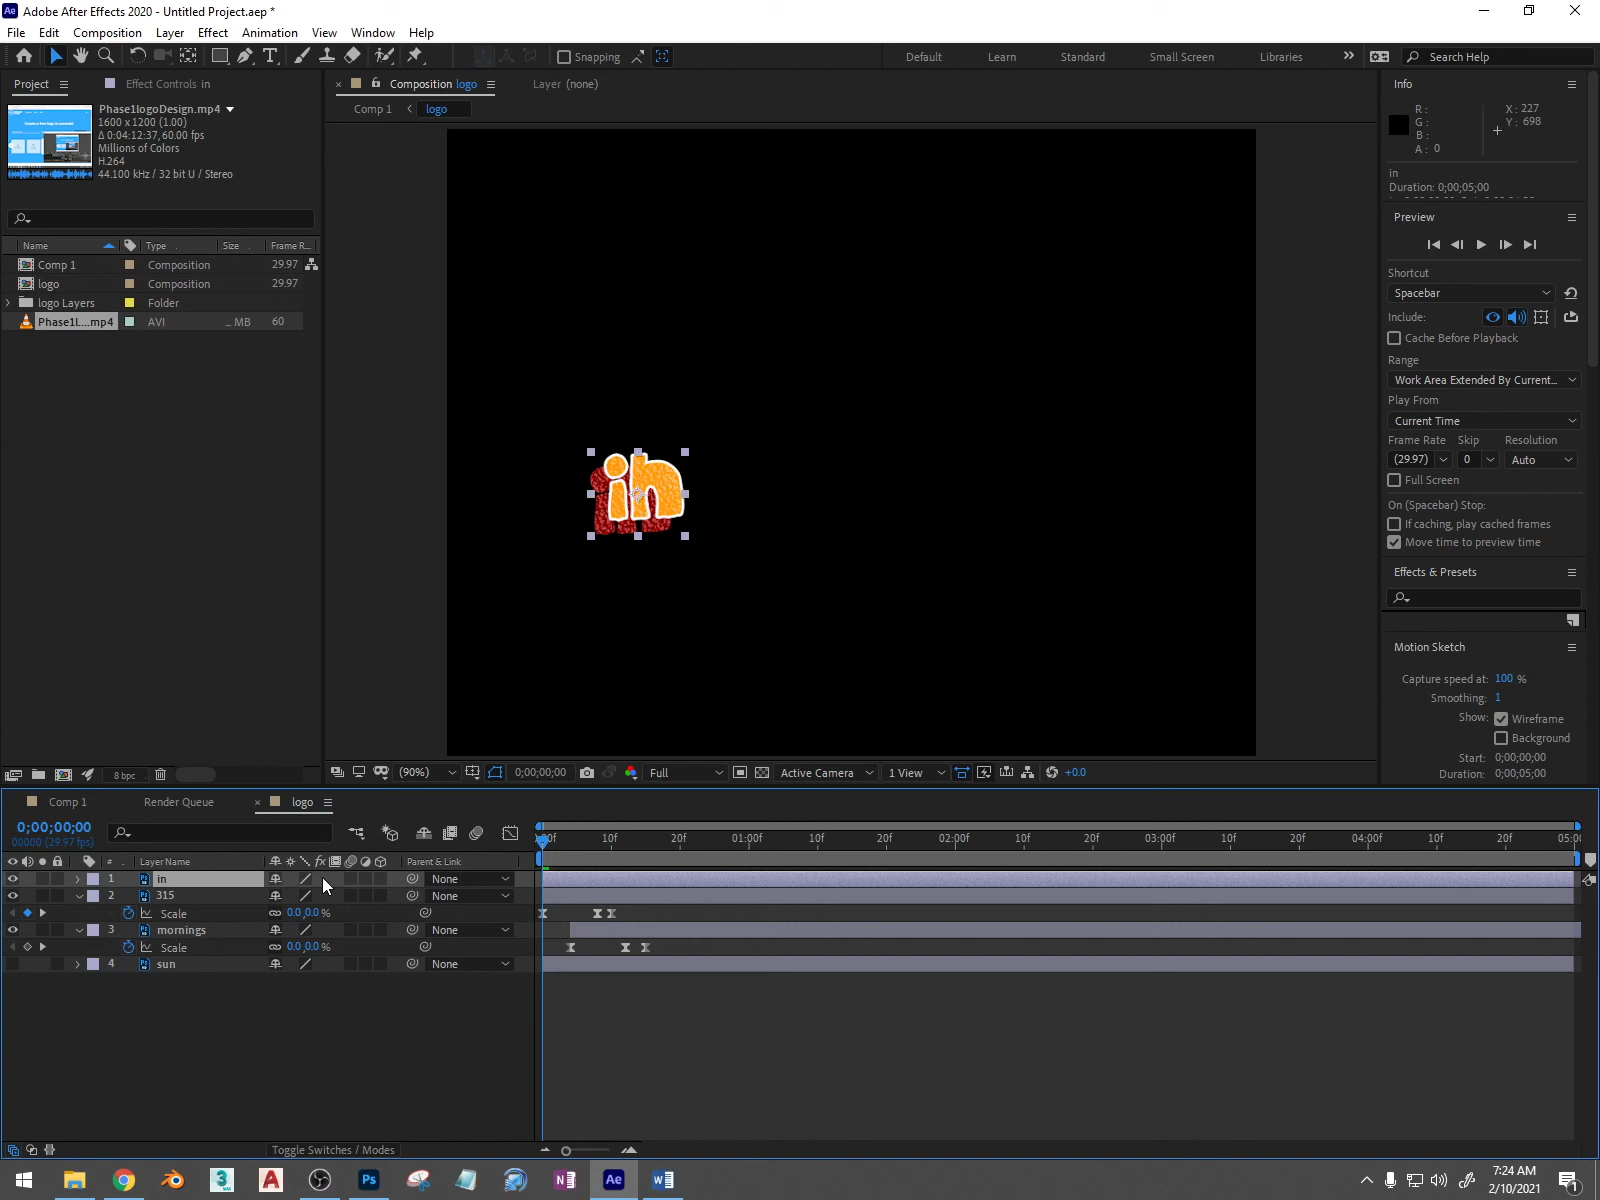 Adobe After Effects 2020 - Untitled Project.aep *
File Edit Composition Layer Effect Animation View Window Help
Snapping Default Learn Standard Small Screen Libraries Search Help
Project Effect Controls in
Phase1logoDesign.mp4
1600 x 1200 (1.00)
Δ 0:04:12:37, 60.00 fps
Millions of Colors
H.264
44.100 kHz / 32 bit U / Stereo
Name Type Size Frame R...
Comp 1 Composition 29.97
logo Composition 29.97
logo Layers Folder
Phase1l....mp4 AVI ... MB 60
8 bpc
Composition logo Layer (none)
Comp 1 logo
in
(90%) 0;00;00;00 Full Active Camera 1 View +0.0
Info
R :
G :
B :
A : 0
X : 227
Y : 698
in
Duration: 0;00;05;00
Preview
Shortcut
Spacebar
Include:
Cache Before Playback
Range
Work Area Extended By Current...
Play From
Current Time
Frame Rate Skip Resolution
(29.97) 0 Auto
Full Screen
On (Spacebar) Stop:
If caching, play cached frames
Move time to preview time
Effects & Presets
Motion Sketch
Capture speed at: 100 %
Smoothing: 1
Show: Wireframe
Background
Start: 0;00;00;00
Duration: 0;00;05;00
Comp 1 Render Queue logo
0;00;00;00
00000 (29.97 fps)
10f 20f 01:00f 10f 20f 02:00f 10f 20f 03:00f 10f 20f 04:00f 10f 20f 05:0
# Layer Name fx Parent & Link
1 Ps in None
2 Ps 315 None
Scale 0.0,0.0 %
3 Ps mornings None
Scale 0.0,0.0 %
4 Ps sun None
Toggle Switches / Modes
3 A Ps N Ae W
7:24 AM
2/10/2021
1